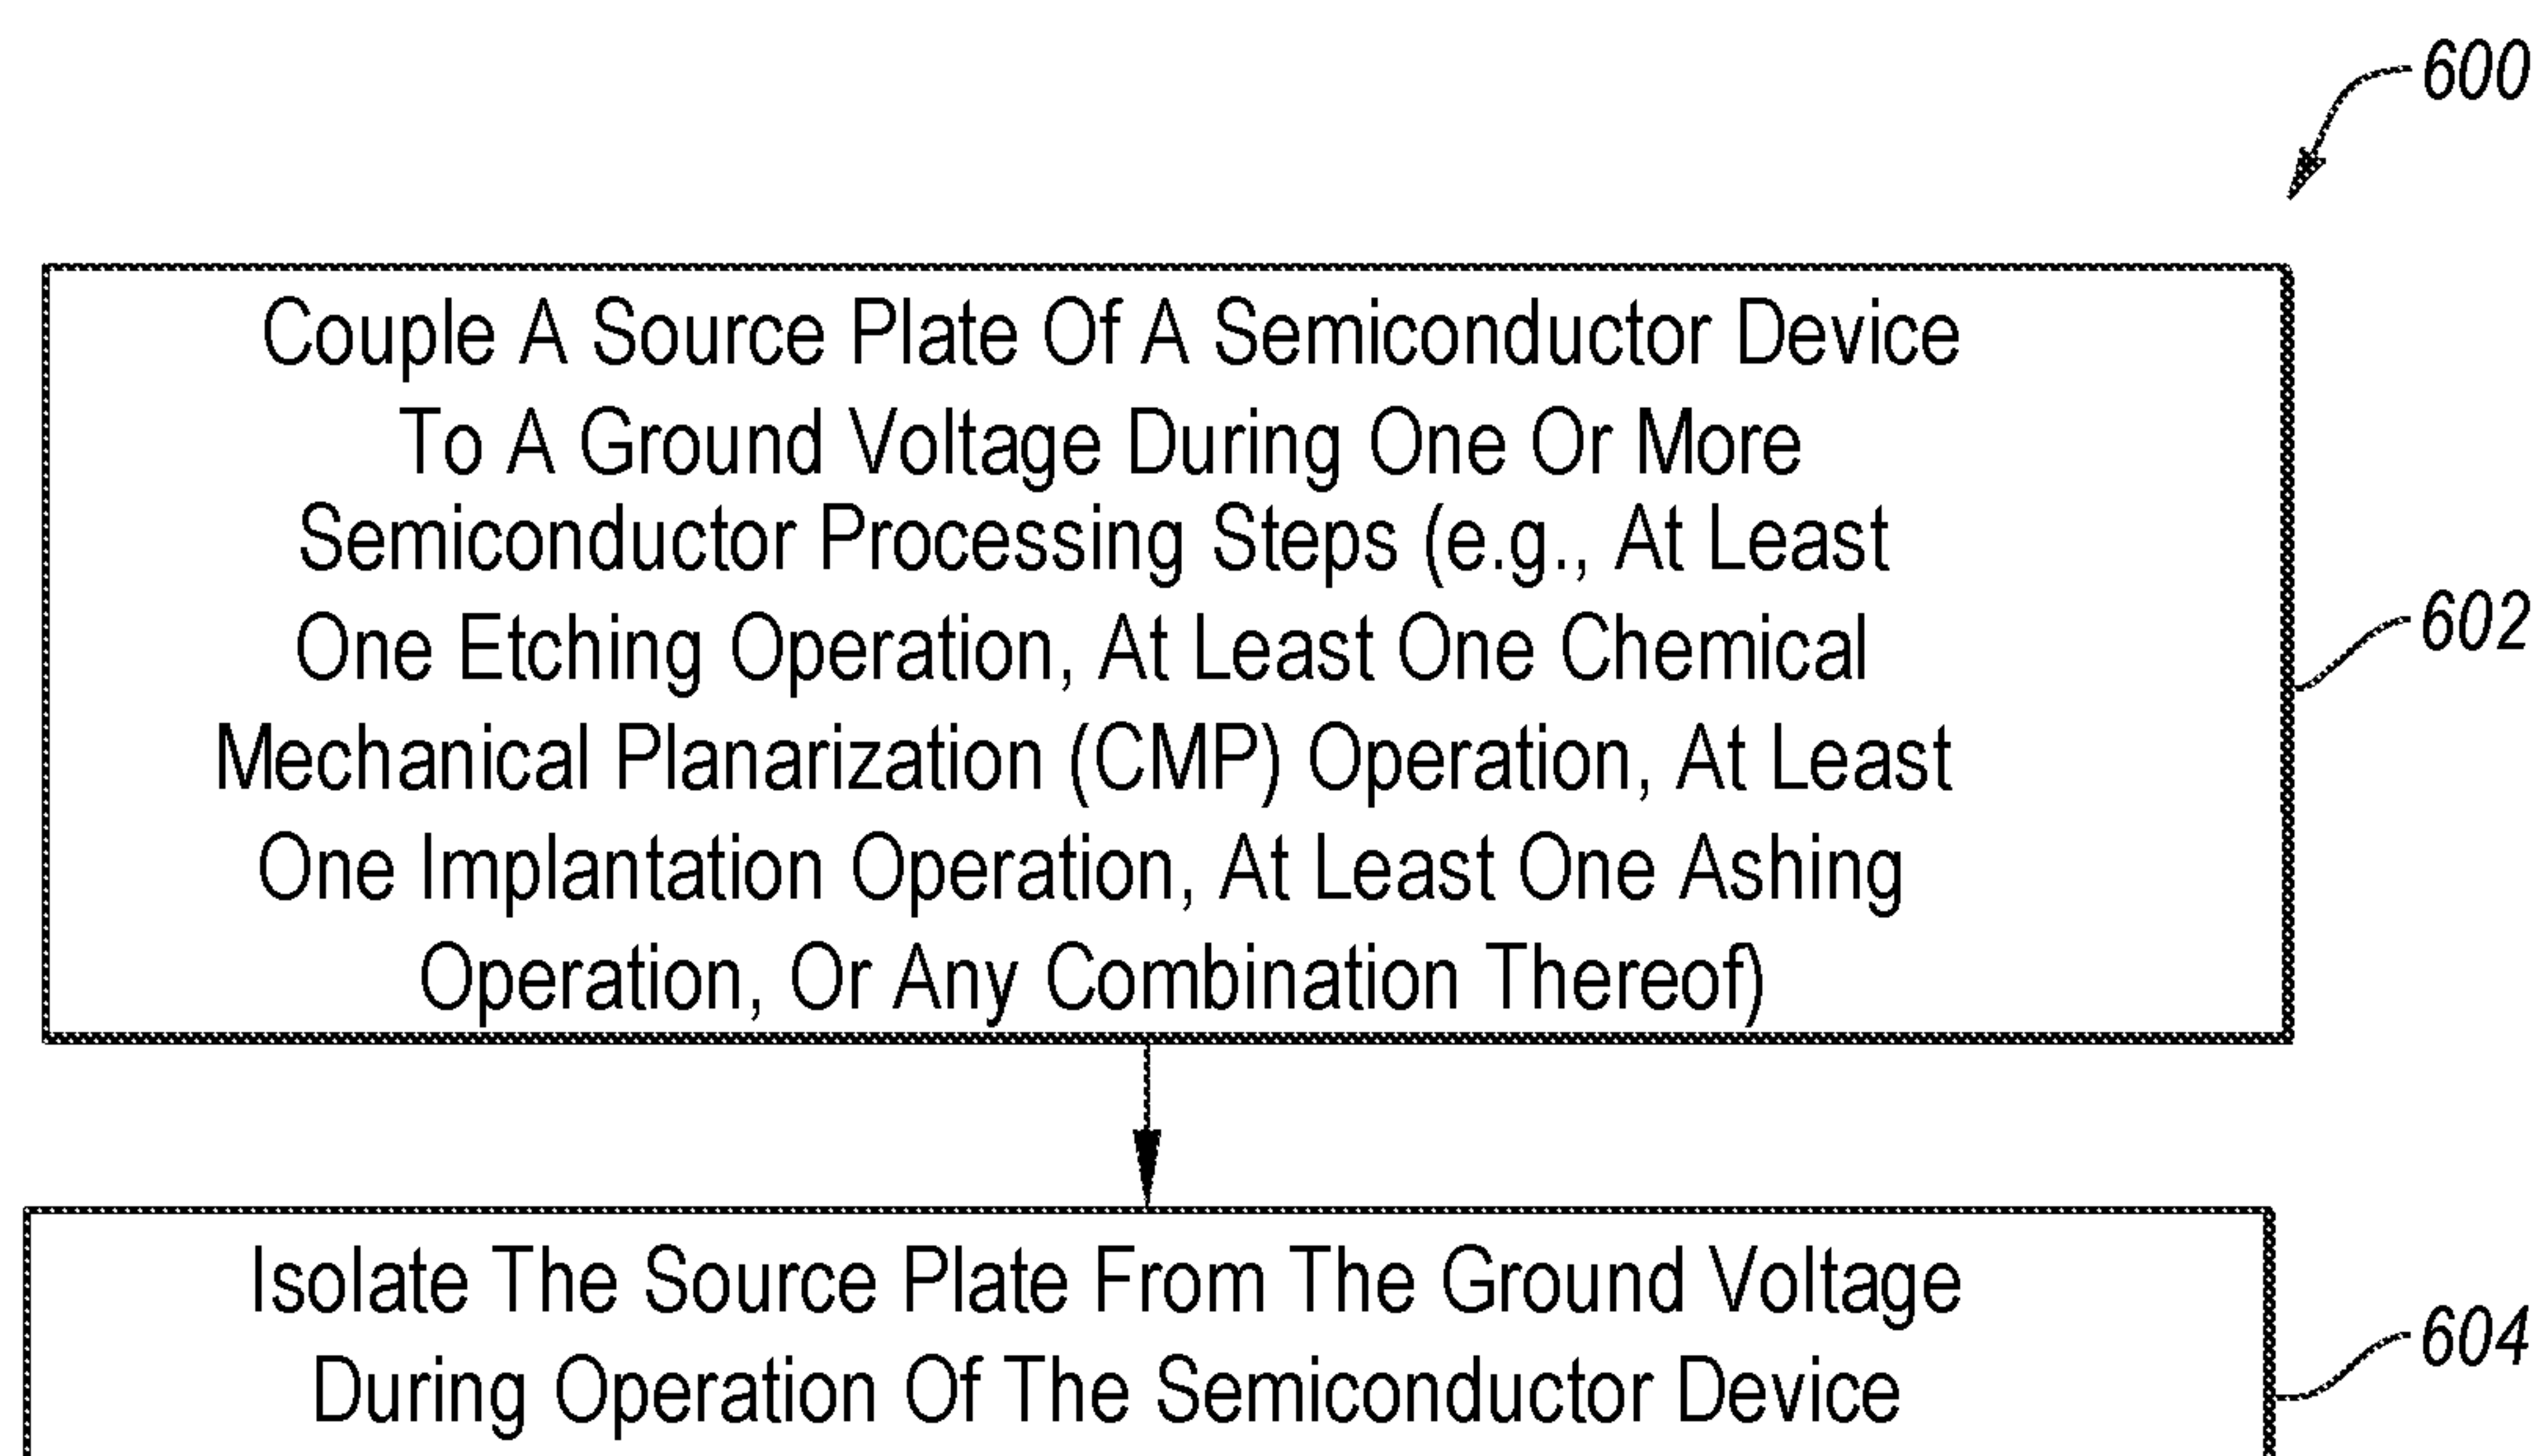 600
Couple A Source Plate Of A Semiconductor Device
To A Ground Voltage During One Or More
Semiconductor Processing Steps (e.g., At Least
One Etching Operation, At Least One Chemical
Mechanical Planarization (CMP) Operation, At Least
One Implantation Operation, At Least One Ashing
Operation, Or Any Combination Thereof)
602
Isolate The Source Plate From The Ground Voltage
During Operation Of The Semiconductor Device
604